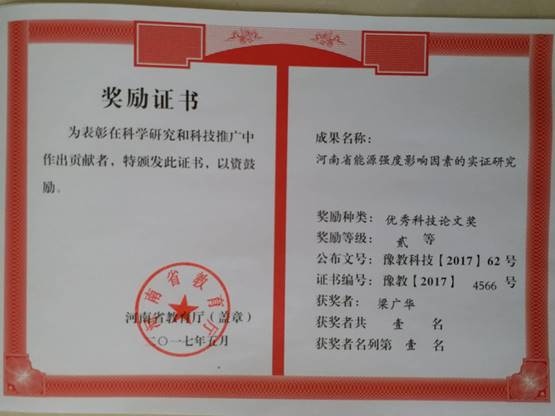 奖励证书
为表彰在科学研究和科技推广中
作出贡献者，特颁发此证书，以资鼓
励。
河南省教育厅
河南省教育厅（盖章）
二〇一七年五月
成果名称：
河南省能源强度影响因素的实证研究
奖励种类：优秀科技论文奖
奖励等级：贰 等
公布文号：豫教科技【2017】62 号
证书编号：豫教【2017】 4566 号
获奖者：梁广华
获奖者共 壹 名
获奖者名列第 壹 名